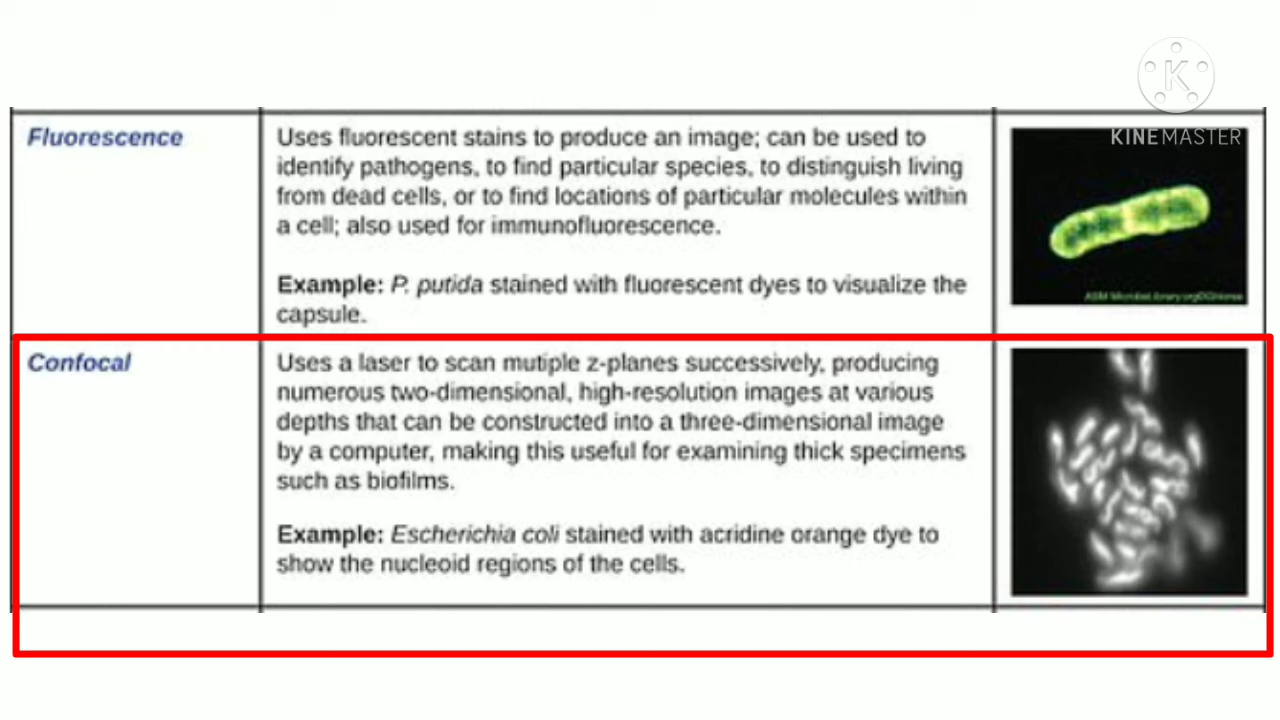 KINEMASTER
Fluorescence
Uses fluorescent stains to produce an image; can be used to
identify pathogens, to find particular species, to distinguish living
from dead cells, or to find locations of particular molecules within
a cell; also used for immunofluorescence.
Example: P. putida stained with fluorescent dyes to visualize the
capsule.
Confocal
Uses a laser to scan mutiple z-planes successively, producing
numerous two-dimensional, high-resolution images at various
depths that can be constructed into a three-dimensional image
by a computer, making this useful for examining thick specimens
such as biofilms.
Example: Escherichia coli stained with acridine orange dye to
show the nucleoid regions of the cells.